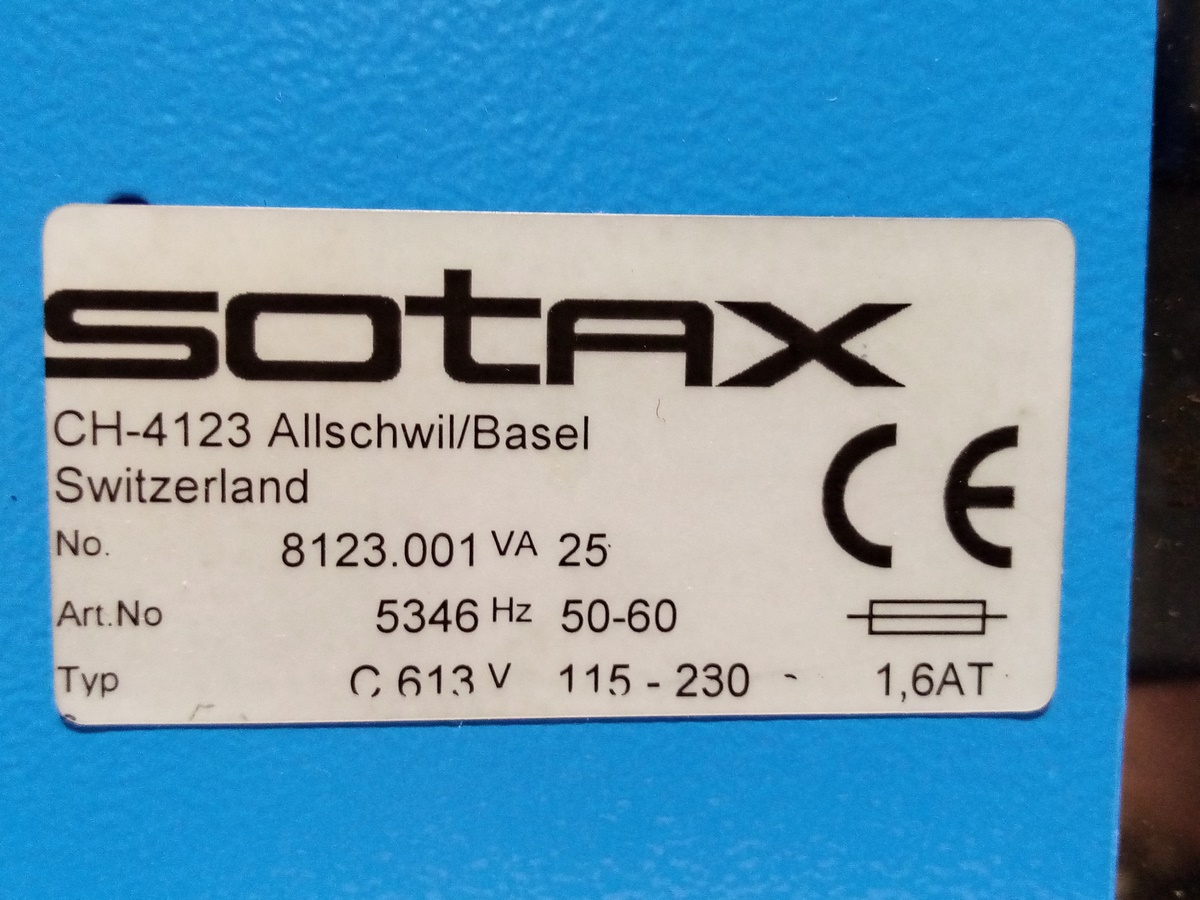 sotax
CH-4123 Allschwil/Basel
Switzerland
CE
No. 8123.001 VA 25
Art.No 5346 Hz 50-60
Typ C 613 V 115 - 230 1,6AT